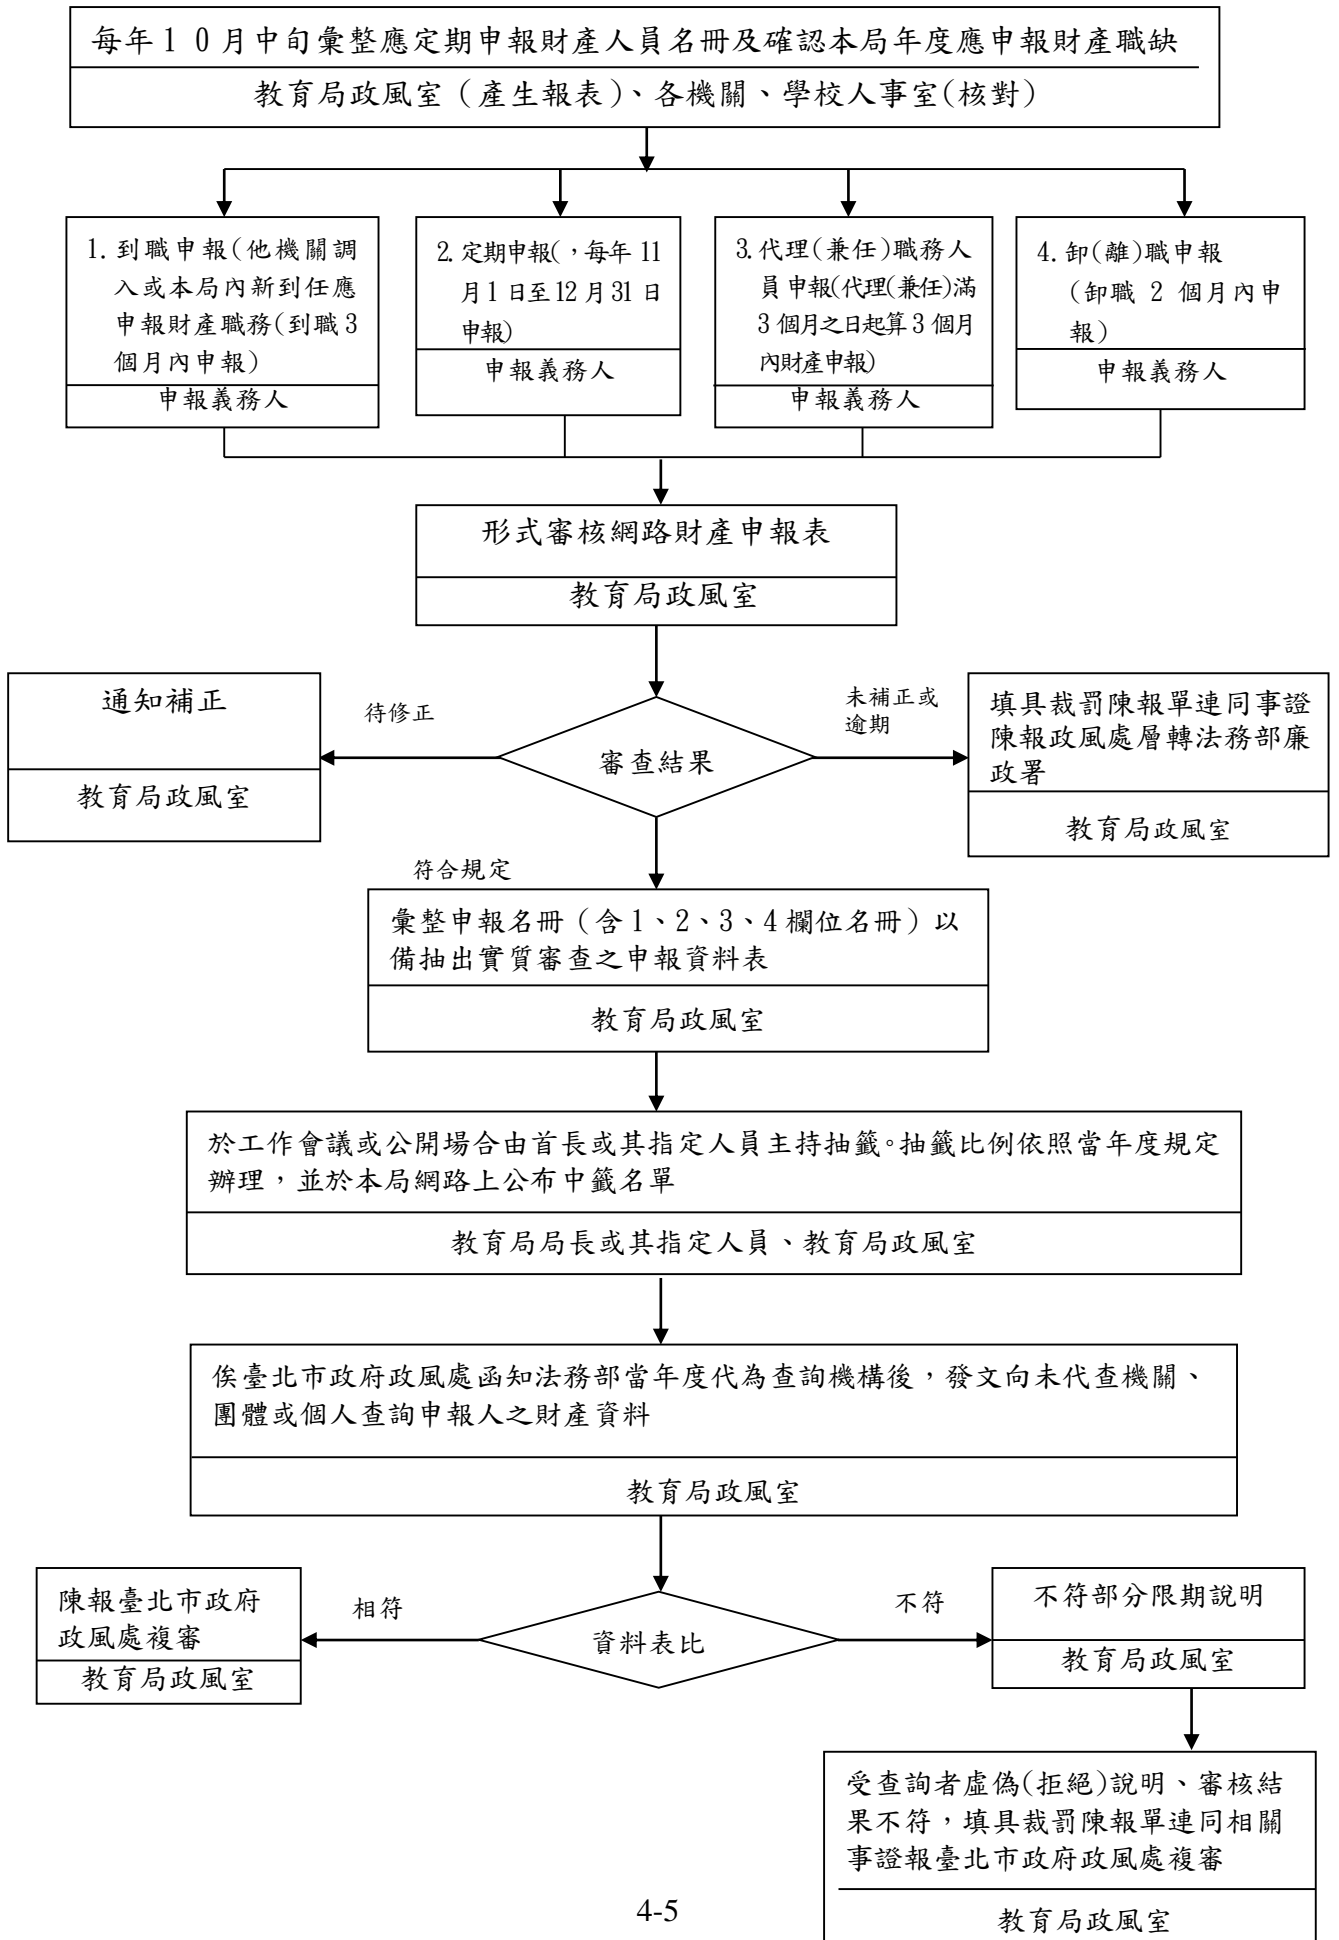 每年１０月中旬彙整應定期申報財產人員名冊及確認本局年度應申報財產職缺
教育局政風室（產生報表）、各機關、學校人事室(核對)
1. 到職申報(他機關調
入或本局內新到任應
申報財產職務(到職 3
個月內申報)
申報義務人
2. 定期申報(，每年 11
月 1 日至 12 月 31 日
申報)
申報義務人
3. 代理(兼任)職務人
員申報(代理(兼任)滿
3 個月之日起算 3 個月
內財產申報)
申報義務人
4. 卸(離)職申報
(卸職 2 個月內申
報)
申報義務人
形式審核網路財產申報表
教育局政風室
通知補正
教育局政風室
待修正
審查結果
未補正或
逾期
填具裁罰陳報單連同事證
陳報政風處層轉法務部廉
政署
教育局政風室
符合規定
彙整申報名冊（含 1、2、3、4 欄位名冊）以
備抽出實質審查之申報資料表
教育局政風室
於工作會議或公開場合由首長或其指定人員主持抽籤。抽籤比例依照當年度規定
辦理，並於本局網路上公布中籤名單
教育局局長或其指定人員、教育局政風室
俟臺北市政府政風處函知法務部當年度代為查詢機構後，發文向未代查機關、
團體或個人查詢申報人之財產資料
教育局政風室
陳報臺北市政府
政風處複審
教育局政風室
相符
資料表比
不符
不符部分限期說明
教育局政風室
受查詢者虛偽(拒絕)說明、審核結
果不符，填具裁罰陳報單連同相關
事證報臺北市政府政風處複審
教育局政風室
4-5